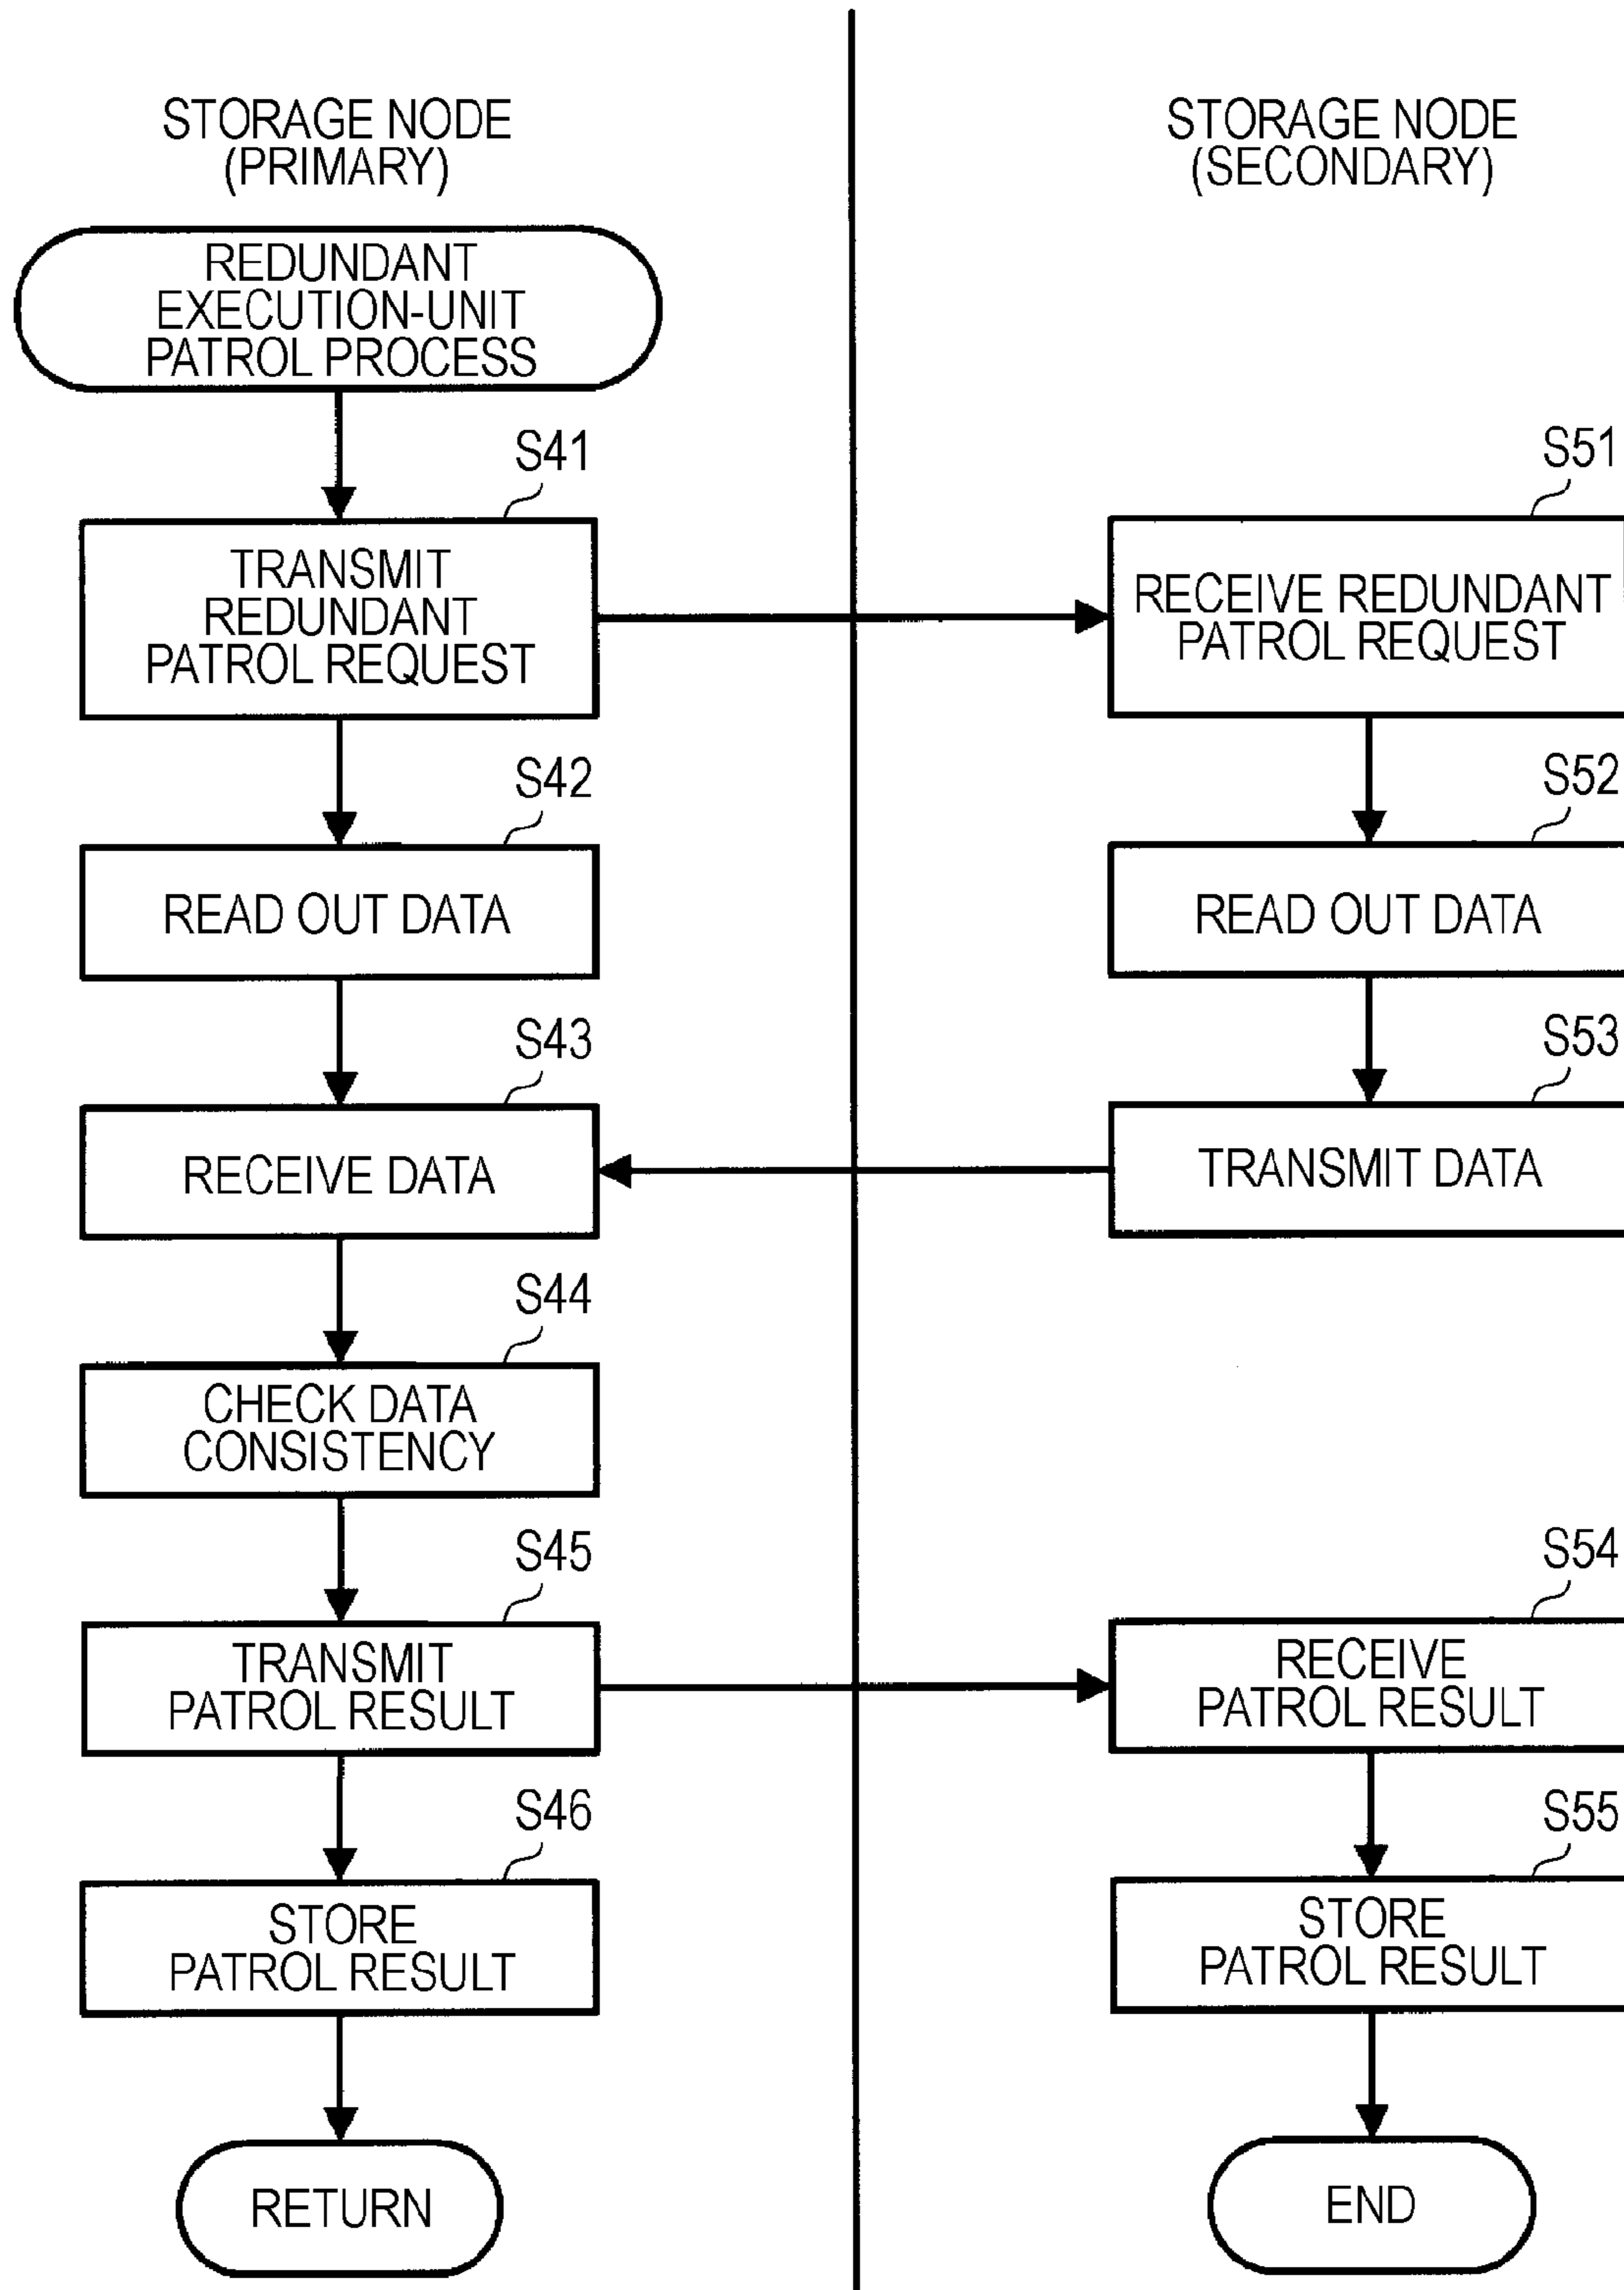 STORAGE NODE
(PRIMARY)
REDUNDANT
EXECUTION-UNIT
PATROL PROCESS
S41
TRANSMIT
REDUNDANT
PATROL REQUEST
S42
READ OUT DATA
S43
RECEIVE DATA
S44
CHECK DATA
CONSISTENCY
S45
TRANSMIT
PATROL RESULT
S46
STORE
PATROL RESULT
RETURN
STORAGE NODE
(SECONDARY)
S51
RECEIVE REDUNDANT
PATROL REQUEST
S52
READ OUT DATA
S53
TRANSMIT DATA
S54
RECEIVE
PATROL RESULT
S55
STORE
PATROL RESULT
END